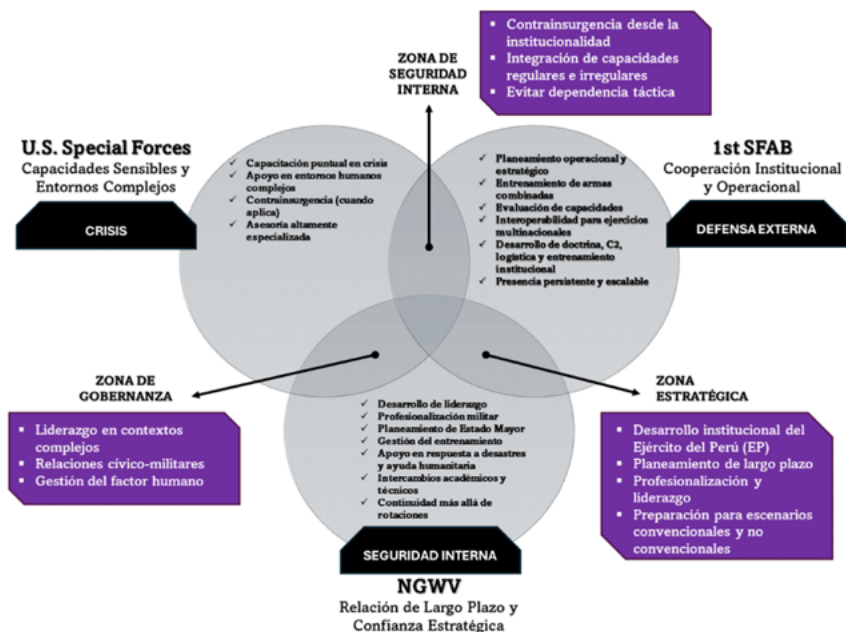 ▪ Contrainsurgencia desde la
institucionalidad
▪ Integración de capacidades
regulares e irregulares
▪ Evitar dependencia táctica
ZONA DE
SEGURIDAD
INTERNA
U.S. Special Forces
Capacidades Sensibles y
Entornos Complejos
CRISIS
✓ Capacitación puntual en crisis
✓ Apoyo en entornos humanos
complejos
✓ Contrainsurgencia (cuando
aplica)
✓ Asesoría altamente
especializada
✓ Planeamiento operacional y
estratégico
✓ Entrenamiento de armas
combinadas
✓ Evaluación de capacidades
✓ Interoperabilidad para ejercicios
multinacionales
✓ Desarrollo de doctrina, C2,
logística y entrenamiento
institucional
✓ Presencia persistente y escalable
1st SFAB
Cooperación Institucional
y Operacional
DEFENSA EXTERNA
ZONA DE
GOBERNANZA
▪ Liderazgo en contextos
complejos
▪ Relaciones cívico-militares
▪ Gestión del factor humano
✓ Desarrollo de liderazgo
✓ Profesionalización militar
✓ Planeamiento de Estado Mayor
✓ Gestión del entrenamiento
✓ Apoyo en respuesta a desastres
y ayuda humanitaria
✓ Intercambios académicos y
técnicos
✓ Continuidad más allá de
rotaciones
ZONA
ESTRATÉGICA
▪ Desarrollo institucional del
Ejército del Perú (EP)
▪ Planeamiento de largo plazo
▪ Profesionalización y
liderazgo
▪ Preparación para escenarios
convencionales y no
convencionales
SEGURIDAD INTERNA
NGWV
Relación de Largo Plazo y
Confianza Estratégica